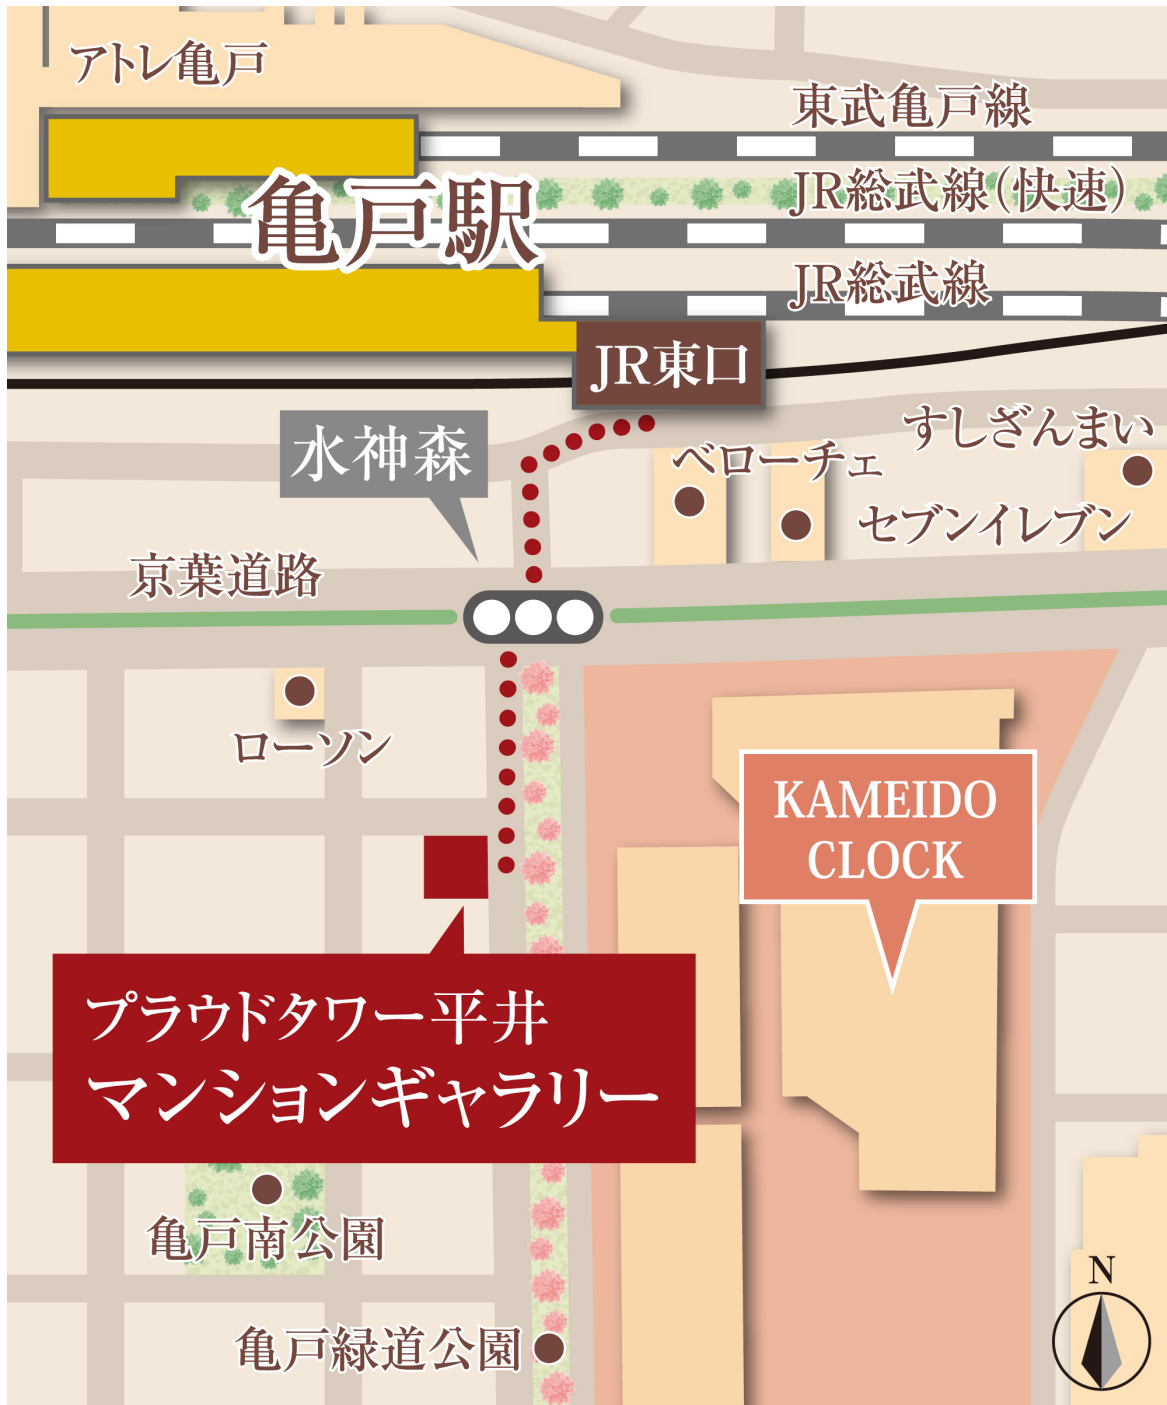 アトレ亀戸
東武亀戸線
JR総武線(快速)
亀戸駅
JR総武線
JR東口
すしざんまい
水神森
ベローチェ
セブンイレブン
京葉道路
ローソン
KAMEIDO
CLOCK
プラウドタワー平井
マンションギャラリー
亀戸南公園
N
亀戸緑道公園